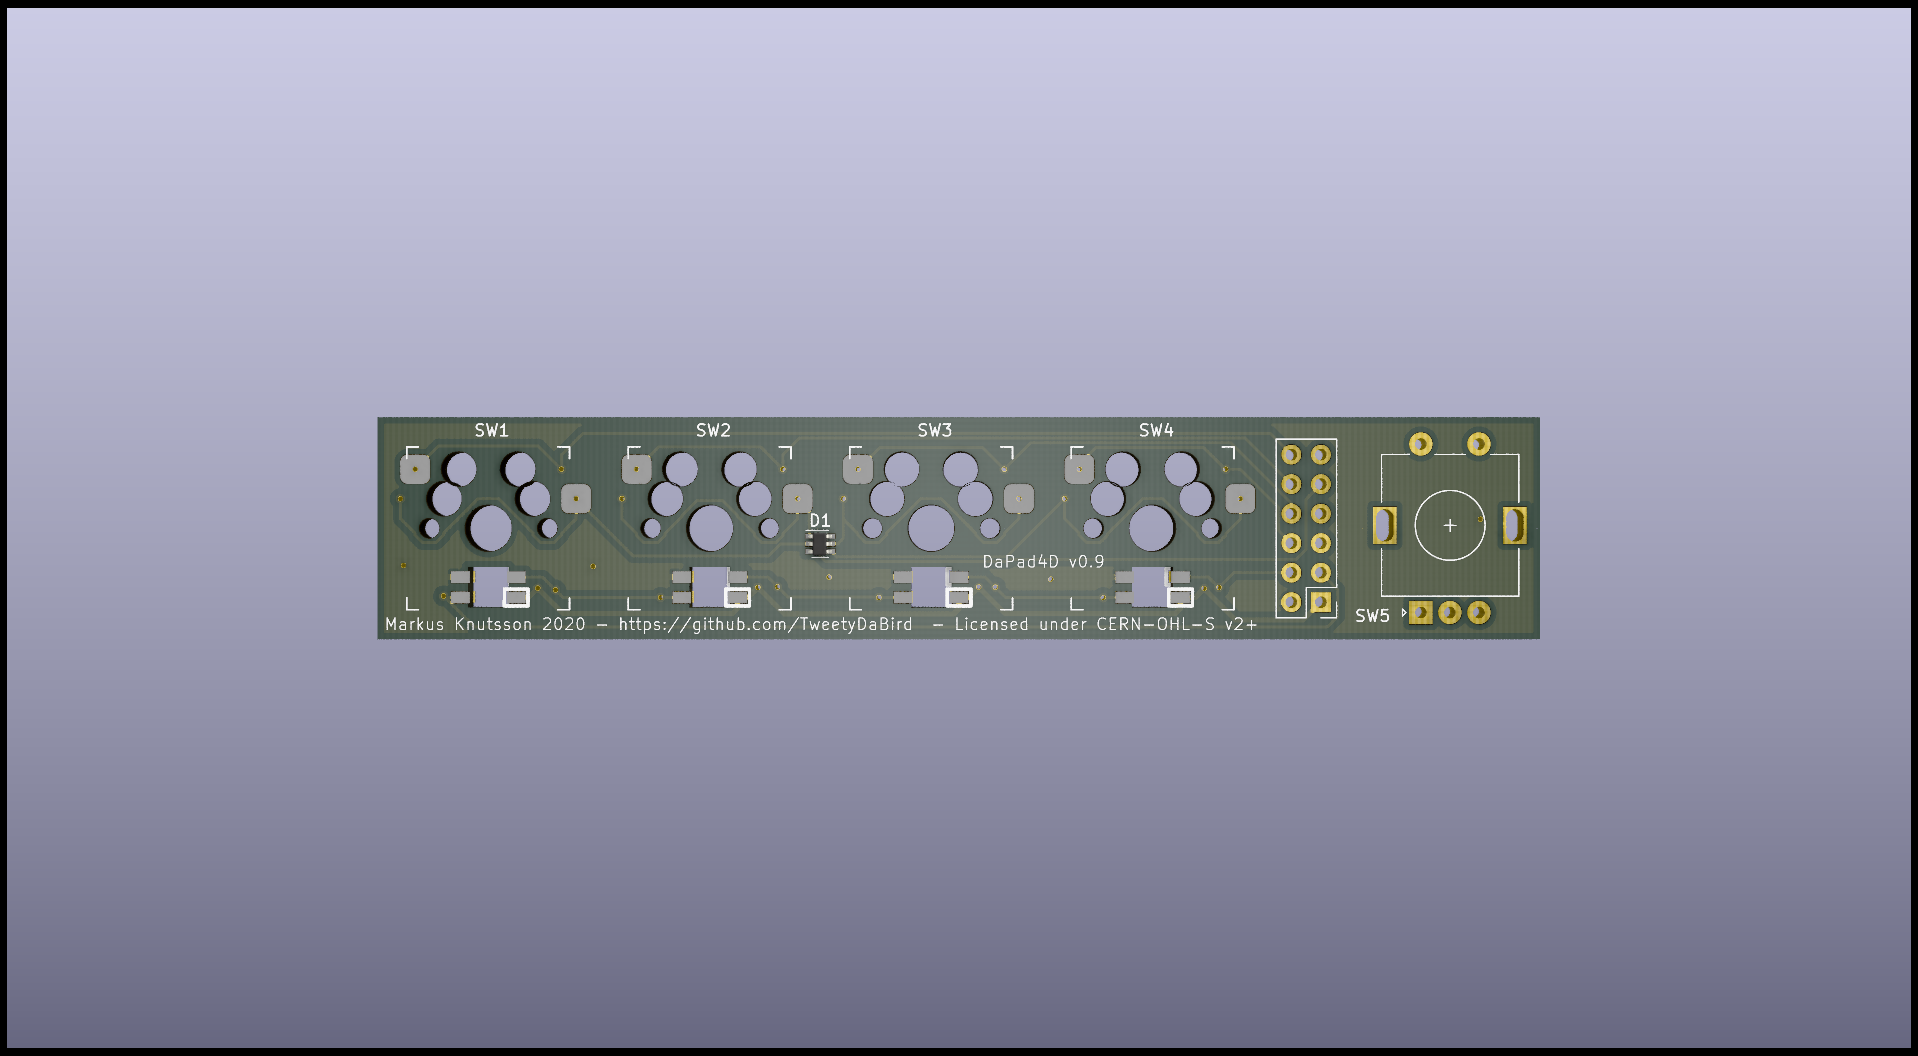 SW1
SW2
SW3
SW4
D1
DaPad4D v0.9
SW5
Markus Knutsson 2020 - https://github.com/TweetyDaBird - Licensed under CERN-OHL-S v2+